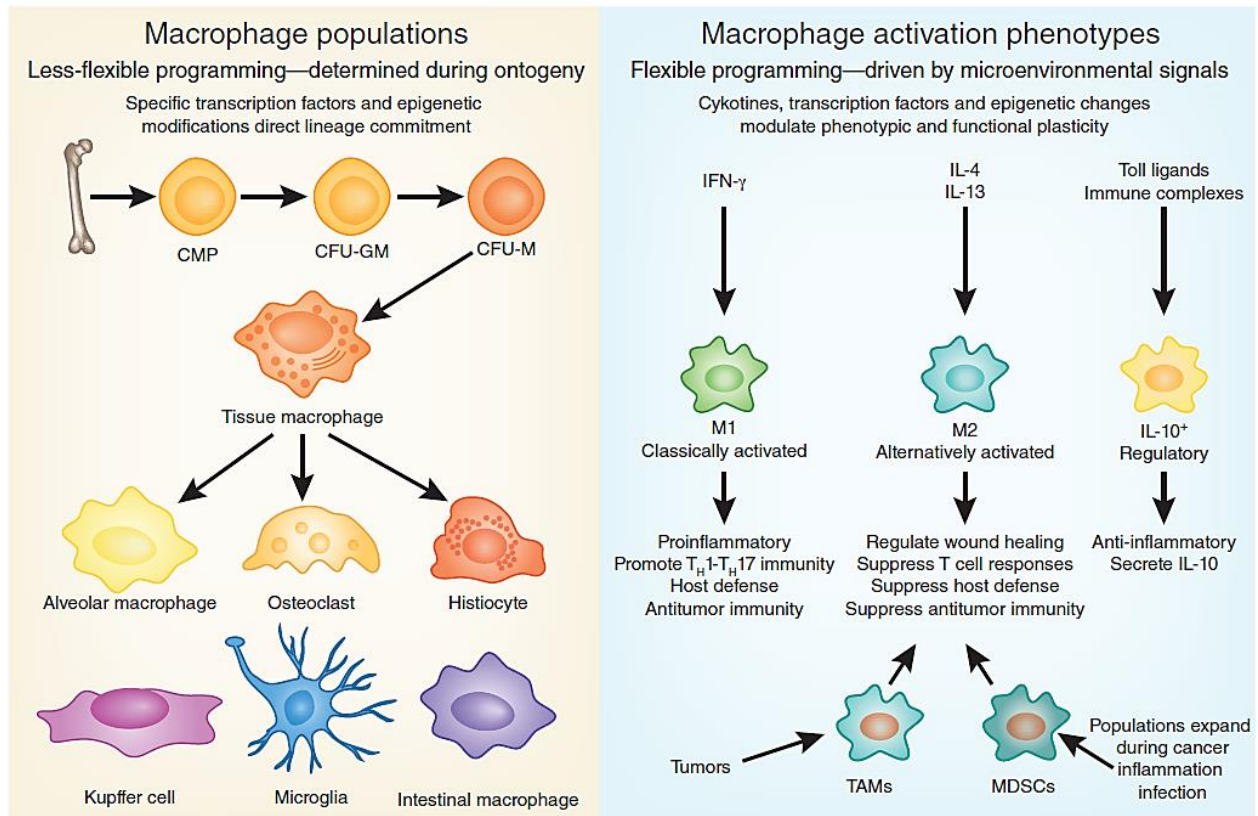 Macrophage populations
Less-flexible programming—determined during ontogeny
Specific transcription factors and epigenetic
modifications direct lineage commitment
CMP
CFU-GM
CFU-M
Tissue macrophage
Alveolar macrophage
Osteoclast
Histiocyte
Kupffer cell
Microglia
Intestinal macrophage
Macrophage activation phenotypes
Flexible programming—driven by microenvironmental signals
Cykotines, transcription factors and epigenetic changes
modulate phenotypic and functional plasticity
IFN-γ
IL-4
IL-13
Toll ligands
Immune complexes
M1
Classically activated
M2
Alternatively activated
IL-10⁺
Regulatory
Proinflammatory
Promote T_H1-T_H17 immunity
Host defense
Antitumor immunity
Regulate wound healing
Suppress T cell responses
Suppress host defense
Suppress antitumor immunity
Anti-inflammatory
Secrete IL-10
Tumors
TAMs
MDSCs
Populations expand
during cancer
inflammation
infection